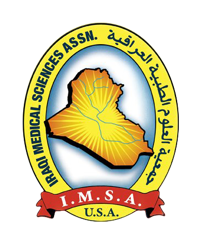 IRAQI MEDICAL SCIENCES ASSN.
جمعية العلوم الطبية العراقية
I.M.S.A.
U.S.A.